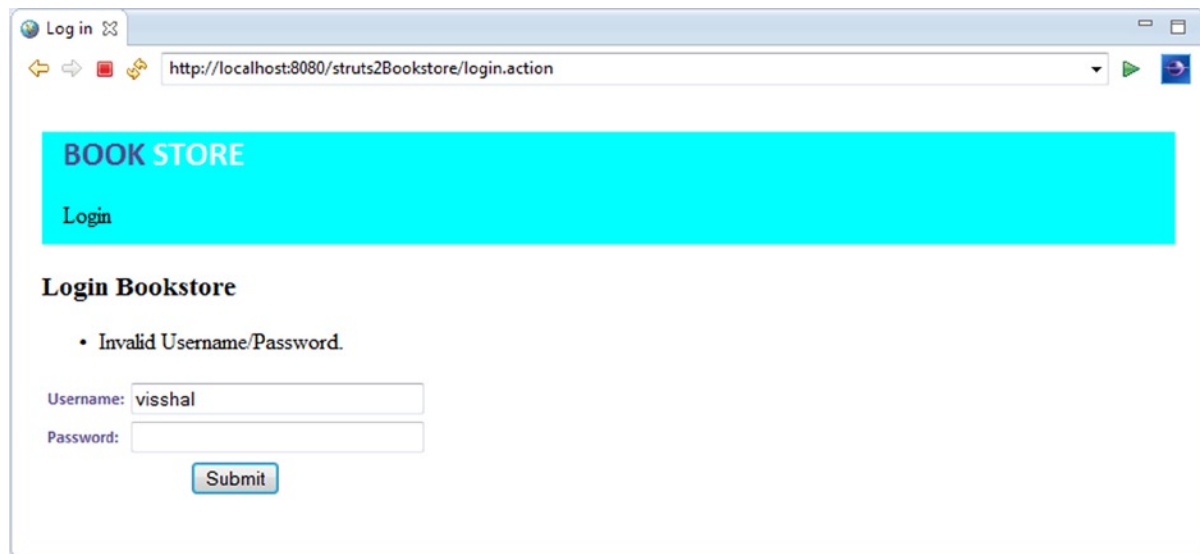 Log in
http://localhost:8080/struts2Bookstore/login.action
BOOK STORE
Login
Login Bookstore
• Invalid Username/Password.
Username: visshal
Password:
Submit